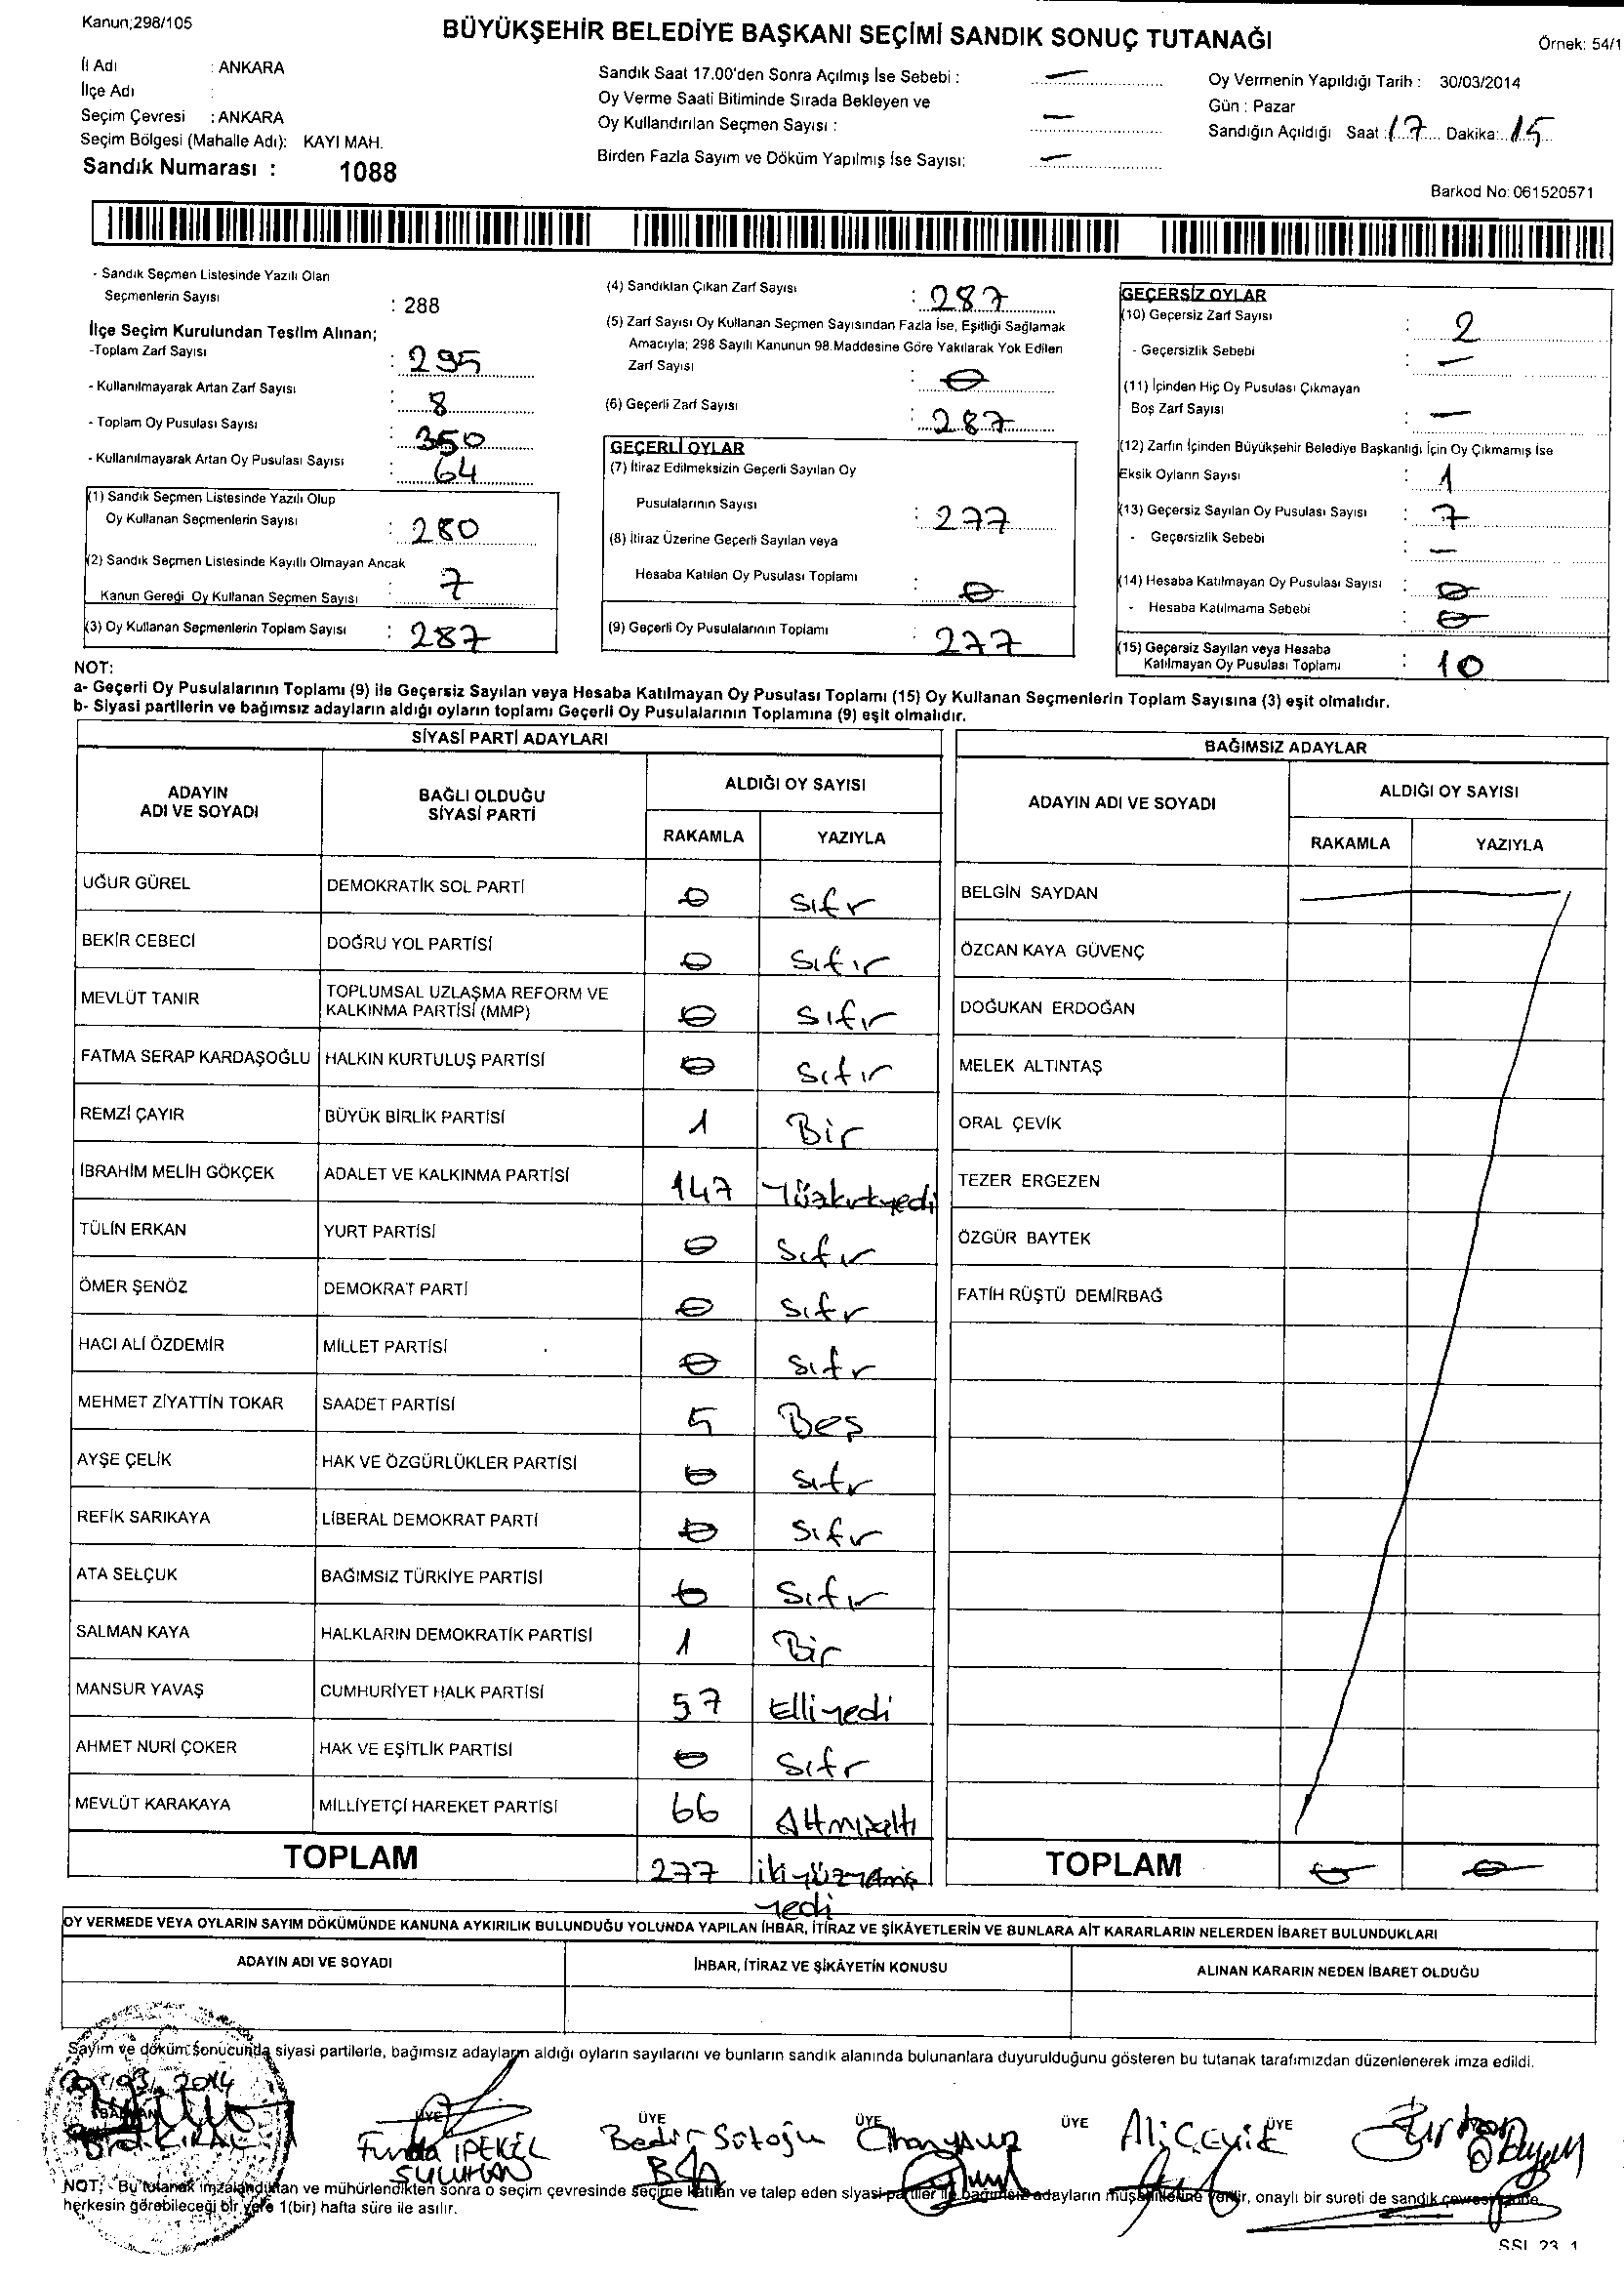 Kanun;298/105
BÜYÜKŞEHİR BELEDİYE BAŞKANI SEÇİMİ SANDIK SONUÇ TUTANAĞI
Örnek: 54/1
İl Adı : ANKARA
İlçe Adı :
Seçim Çevresi : ANKARA
Seçim Bölgesi (Mahalle Adı): KAYI MAH.
Sandık Numarası : 1088
Sandık Saat 17.00'den Sonra Açılmış İse Sebebi : —
Oy Verme Saati Bitiminde Sırada Bekleyen ve
Oy Kullandırılan Seçmen Sayısı : —
Birden Fazla Sayım ve Döküm Yapılmış İse Sayısı: —
Oy Vermenin Yapıldığı Tarih : 30/03/2014
Gün : Pazar
Sandığın Açıldığı Saat : 17 Dakika: 15
Barkod No: 061520571
- Sandık Seçmen Listesinde Yazılı Olan
Seçmenlerin Sayısı : 288
İlçe Seçim Kurulundan Teslim Alınan;
-Toplam Zarf Sayısı : 295
- Kullanılmayarak Artan Zarf Sayısı : 8
- Toplam Oy Pusulası Sayısı : 350
- Kullanılmayarak Artan Oy Pusulası Sayısı : 64
(1) Sandık Seçmen Listesinde Yazılı Olup
Oy Kullanan Seçmenlerin Sayısı : 280
(2) Sandık Seçmen Listesinde Kayıtlı Olmayan Ancak
Kanun Gereği Oy Kullanan Seçmen Sayısı : 7
(3) Oy Kullanan Seçmenlerin Toplam Sayısı : 287
(4) Sandıktan Çıkan Zarf Sayısı : 287
(5) Zarf Sayısı Oy Kullanan Seçmen Sayısından Fazla İse, Eşitliği Sağlamak
Amacıyla; 298 Sayılı Kanunun 98.Maddesine Göre Yakılarak Yok Edilen
Zarf Sayısı : 0
(6) Geçerli Zarf Sayısı : 287
GEÇERLİ OYLAR
(7) İtiraz Edilmeksizin Geçerli Sayılan Oy
Pusulalarının Sayısı : 277
(8) İtiraz Üzerine Geçerli Sayılan veya
Hesaba Katılan Oy Pusulası Toplamı : 0
(9) Geçerli Oy Pusulalarının Toplamı : 277
GEÇERSİZ OYLAR
(10) Geçersiz Zarf Sayısı : 2
- Geçersizlik Sebebi : —
(11) İçinden Hiç Oy Pusulası Çıkmayan
Boş Zarf Sayısı : —
(12) Zarfın İçinden Büyükşehir Belediye Başkanlığı İçin Oy Çıkmamış İse
Eksik Oyların Sayısı : 1
(13) Geçersiz Sayılan Oy Pusulası Sayısı : 7
- Geçersizlik Sebebi : —
(14) Hesaba Katılmayan Oy Pusulası Sayısı : 0
- Hesaba Katılmama Sebebi : 0
(15) Geçersiz Sayılan veya Hesaba
Katılmayan Oy Pusulası Toplamı : 10
NOT:
a- Geçerli Oy Pusulalarının Toplamı (9) ile Geçersiz Sayılan veya Hesaba Katılmayan Oy Pusulası Toplamı (15) Oy Kullanan Seçmenlerin Toplam Sayısına (3) eşit olmalıdır.
b- Siyasi partilerin ve bağımsız adayların aldığı oyların toplamı Geçerli Oy Pusulalarının Toplamına (9) eşit olmalıdır.
SİYASİ PARTİ ADAYLARI
ADAYIN ADI VE SOYADI
BAĞLI OLDUĞU SİYASİ PARTİ
ALDIĞI OY SAYISI
RAKAMLA YAZIYLA
UĞUR GÜREL DEMOKRATİK SOL PARTİ 0 Sıfr
BEKİR CEBECİ DOĞRU YOL PARTİSİ 0 Sıfır
MEVLÜT TANIR TOPLUMSAL UZLAŞMA REFORM VE KALKINMA PARTİSİ (MMP) 0 Sıfır
FATMA SERAP KARDAŞOĞLU HALKIN KURTULUŞ PARTİSİ 0 Sıfır
REMZİ ÇAYIR BÜYÜK BİRLİK PARTİSİ 1 Bir
İBRAHİM MELİH GÖKÇEK ADALET VE KALKINMA PARTİSİ 147 Yüzkırkyedi
TÜLİN ERKAN YURT PARTİSİ 0 Sıfır
ÖMER ŞENÖZ DEMOKRAT PARTİ 0 Sıfr
HACI ALİ ÖZDEMİR MİLLET PARTİSİ 0 Sıfr
MEHMET ZİYATTİN TOKAR SAADET PARTİSİ 5 Beş
AYŞE ÇELİK HAK VE ÖZGÜRLÜKLER PARTİSİ 0 Sıfr
REFİK SARIKAYA LİBERAL DEMOKRAT PARTİ 0 Sıfır
ATA SELÇUK BAĞIMSIZ TÜRKİYE PARTİSİ 0 Sıfır
SALMAN KAYA HALKLARIN DEMOKRATİK PARTİSİ 1 Bir
MANSUR YAVAŞ CUMHURİYET HALK PARTİSİ 57 Elliyedi
AHMET NURİ ÇOKER HAK VE EŞİTLİK PARTİSİ 0 Sıfr
MEVLÜT KARAKAYA MİLLİYETÇİ HAREKET PARTİSİ 66 Altmışaltı
TOPLAM 277 ikiyüzyetmiş
yedi
BAĞIMSIZ ADAYLAR
ADAYIN ADI VE SOYADI
ALDIĞI OY SAYISI
RAKAMLA YAZIYLA
BELGİN SAYDAN
ÖZCAN KAYA GÜVENÇ
DOĞUKAN ERDOĞAN
MELEK ALTINTAŞ
ORAL ÇEVİK
TEZER ERGEZEN
ÖZGÜR BAYTEK
FATİH RÜŞTÜ DEMİRBAĞ
TOPLAM 0 0
OY VERMEDE VEYA OYLARIN SAYIM DÖKÜMÜNDE KANUNA AYKIRILIK BULUNDUĞU YOLUNDA YAPILAN İHBAR, İTİRAZ VE ŞİKÂYETLERİN VE BUNLARA AİT KARARLARIN NELERDEN İBARET BULUNDUKLARI
ADAYIN ADI VE SOYADI İHBAR, İTİRAZ VE ŞİKÂYETİN KONUSU ALINAN KARARIN NEDEN İBARET OLDUĞU
Sayım ve döküm sonucunda siyasi partilerle, bağımsız adayların aldığı oyların sayılarını ve bunların sandık alanında bulunanlara duyurulduğunu gösteren bu tutanak tarafımızdan düzenlenerek imza edildi.
2014
BAŞKAN ÜYE ÜYE ÜYE ÜYE ÜYE
Funda İPEKEL
SULUHAN
Bedir
Ali ÇEVİK
NOT: Bu tutanak imzalandıktan ve mühürlendikten sonra o seçim çevresinde seçime katılan ve talep eden siyasi partiler ile bağımsız adayların müşahitlerine verilir, onaylı bir sureti de sandık çevresinde
herkesin görebileceği bir yere 1(bir) hafta süre ile asılır.